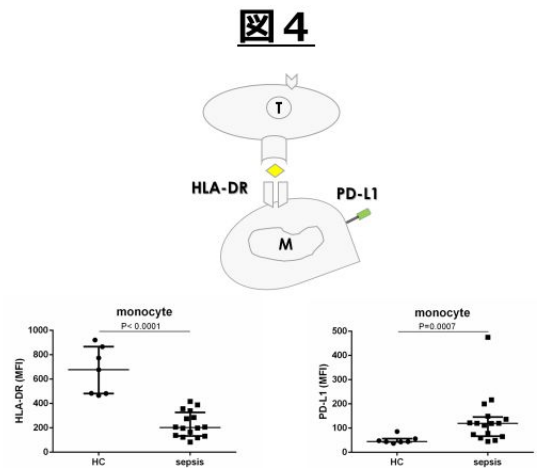 図４
T
HLA-DR
PD-L1
M
monocyte
P< 0.0001
HLA-DR (MFI)
1000
800
600
400
200
0
HC
sepsis
monocyte
P=0.0007
PD-L1 (MFI)
500
400
300
200
100
0
HC
sepsis